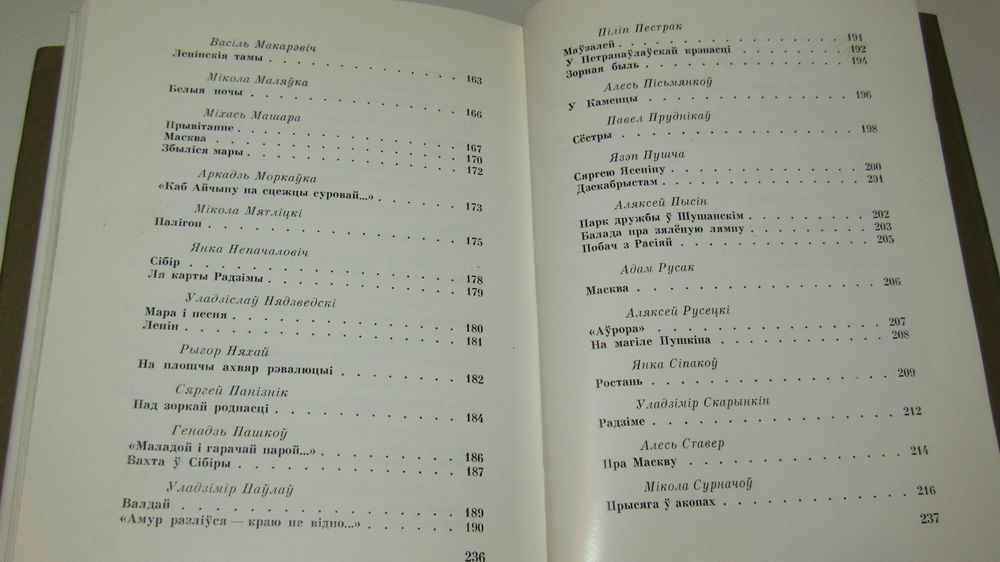 Васіль Макарэвіч
Ленінскія тамы . . . . . . . . . . . . . 163
Мікола Маляўка
Белыя ночы . . . . . . . . . . . . . 166
Міхась Машара
Прывітанне . . . . . . . . . . . . . 167
Масква . . . . . . . . . . . . . 170
Збыліся мары . . . . . . . . . . . . . 172
Аркадзь Моркаўка
«Каб Айчыну на сцежцы суровай...» . . . . . . . 173
Мікола Мятліцкі
Палігон . . . . . . . . . . . . . 175
Янка Непачаловіч
Сібір . . . . . . . . . . . . . 178
Ля карты Радзімы . . . . . . . . . . . . . 179
Уладзіслаў Нядзведскі
Мара і песня . . . . . . . . . . . . . 180
Ленін . . . . . . . . . . . . . 181
Рыгор Няхай
На плошчы ахвяр рэвалюцыі . . . . . . . . . 182
Сяргей Панізнік
Пад зоркай роднасці . . . . . . . . . . . 184
Генадзь Пашкоў
«Маладой і гарачай парой...» . . . . . . . . . 186
Вахта ў Сібіры . . . . . . . . . . . . . 187
Уладзімір Паўлаў
Валдай . . . . . . . . . . . . . 189
«Амур разліўся — краю не відно...» . . . . . . . 190
236
Піліп Пестрак
Маўзалей . . . . . . . . . . . . . 191
У Петрапаўлаўскай крэпасці . . . . . . . . . 192
Зорная быль . . . . . . . . . . . . . 194
Алесь Пісьмянкоў
У Каменцы . . . . . . . . . . . . . 196
Павел Пруднікаў
Сёстры . . . . . . . . . . . . . 198
Язэп Пушча
Сяргею Ясеніну . . . . . . . . . . . . . 200
Дзекабрыстам . . . . . . . . . . . . . 201
Аляксей Пысін
Парк дружбы ў Шушанскім . . . . . . . . . 202
Балада пра зялёную лямпу . . . . . . . . . 203
Побач з Расіяй . . . . . . . . . . . . . 205
Адам Русак
Масква . . . . . . . . . . . . . 206
Аляксей Русецкі
«Аўрора» . . . . . . . . . . . . . 207
На магіле Пушкіна . . . . . . . . . . . 208
Янка Сіпакоў
Ростань . . . . . . . . . . . . . 209
Уладзімір Скарынкін
Радзіме . . . . . . . . . . . . . 212
Алесь Ставер
Пра Маскву . . . . . . . . . . . . . 214
Мікола Сурначоў
Прысяга ў акопах . . . . . . . . . . . 216
237